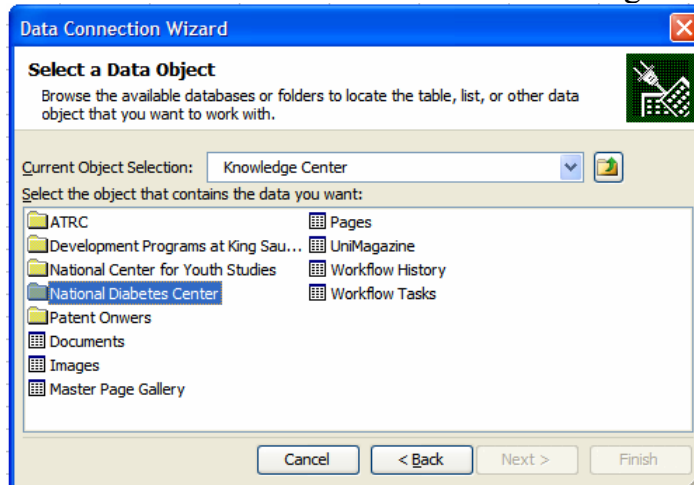 Data Connection Wizard
Select a Data Object
Browse the available databases or folders to locate the table, list, or other data
object that you want to work with.
Current Object Selection: Knowledge Center
Select the object that contains the data you want:
ATRC
Development Programs at King Sau...
National Center for Youth Studies
National Diabetes Center
Patent Onwers
Documents
Images
Master Page Gallery
Pages
UniMagazine
Workflow History
Workflow Tasks
Cancel < Back Next > Finish